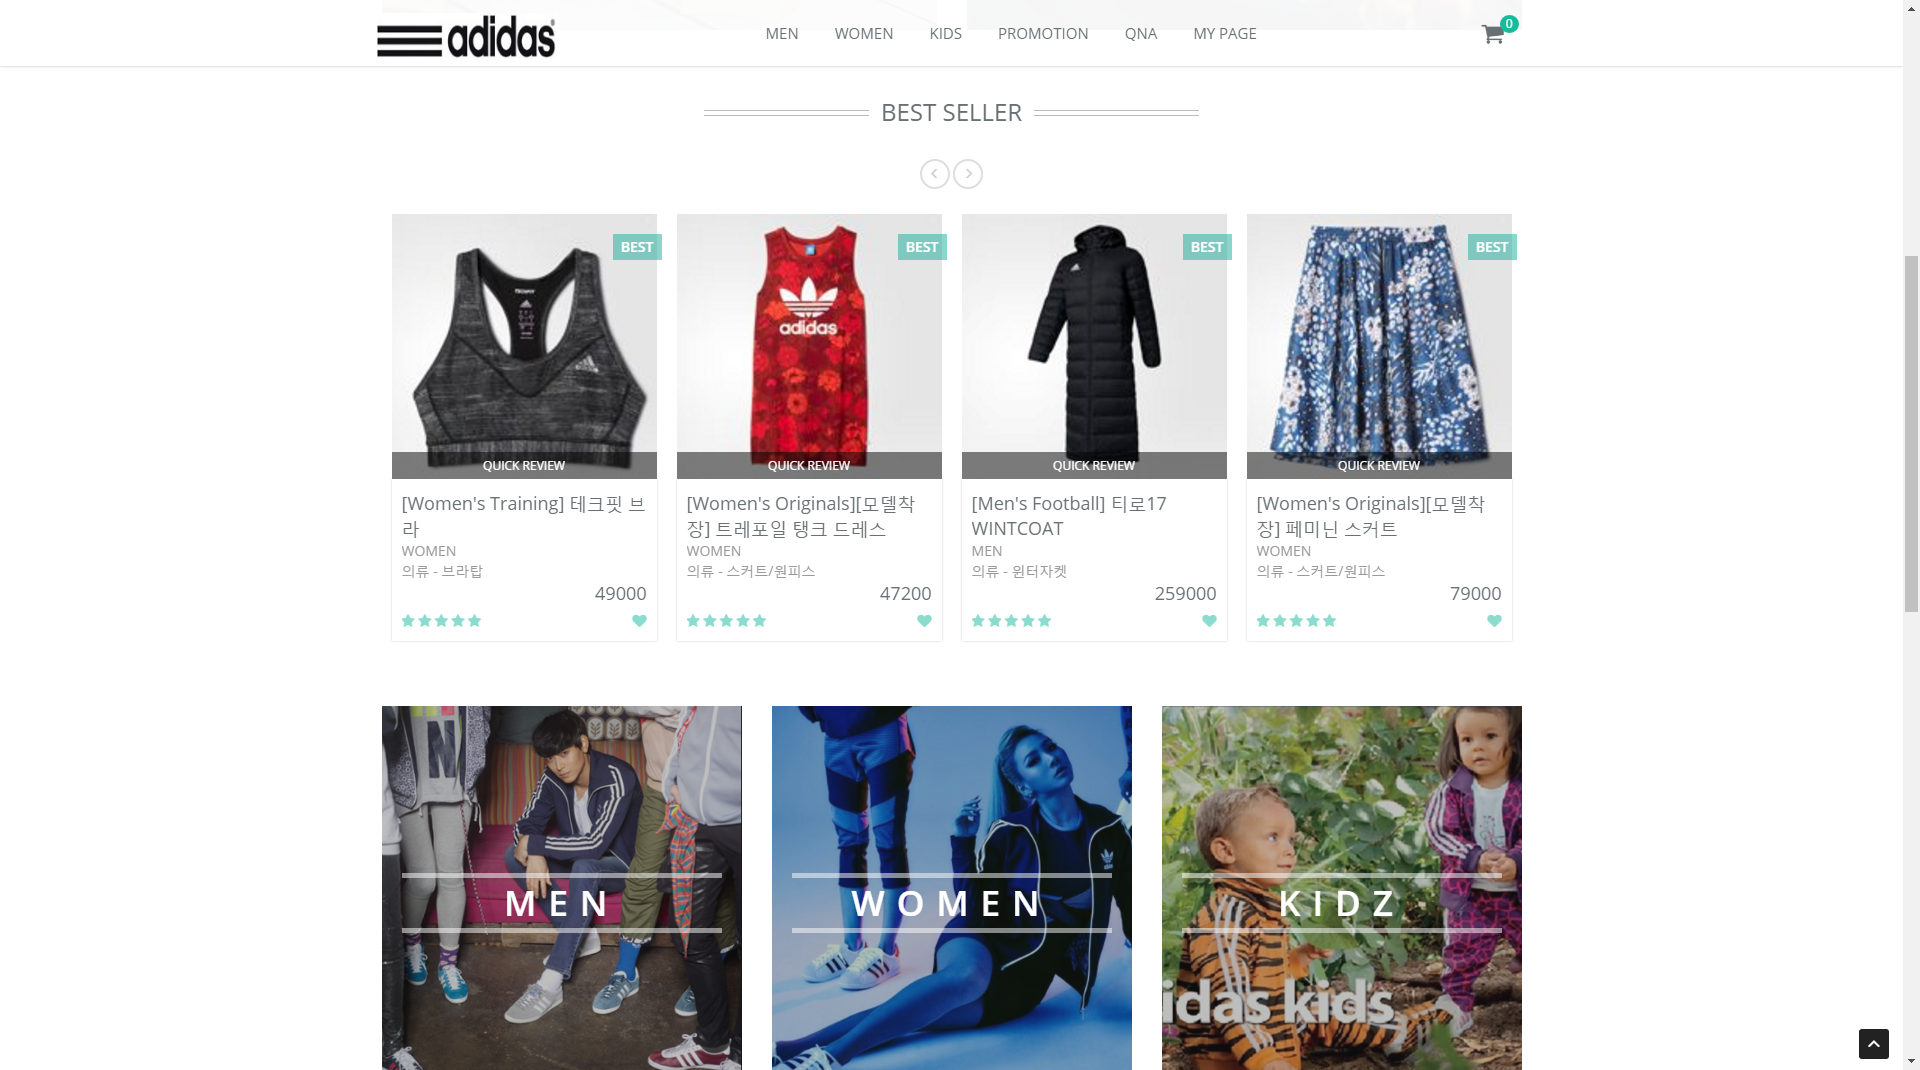 adidas
MEN
WOMEN
KIDS
PROMOTION
QNA
MY PAGE
0
BEST SELLER
BEST
BEST
BEST
BEST
adidas
QUICK REVIEW
QUICK REVIEW
QUICK REVIEW
QUICK REVIEW
[Women's Training] 테크핏 브
라
WOMEN
의류 - 브라탑
49000
[Women's Originals][모델착
장] 트레포일 탱크 드레스
WOMEN
의류 - 스커트/원피스
47200
[Men's Football] 티로17
WINTCOAT
MEN
의류 - 윈터자켓
259000
[Women's Originals][모델착
장] 페미닌 스커트
WOMEN
의류 - 스커트/원피스
79000
MEN
WOMEN
KIDZ
idas kids